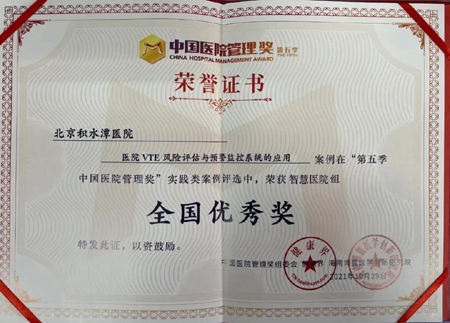 中国医院管理奖 第五季
CHINA HOSPITAL MANAGEMENT AWARD
荣誉证书
北京积水潭医院
医院 VTE 风险评估与预警监控系统的应用 案例在“第五季
中国医院管理奖”实践类案例评选中，荣获智慧医院组
全国优秀奖
特发此证，以资鼓励。
中国医院管理奖组委会
健康界
2021年10月29日